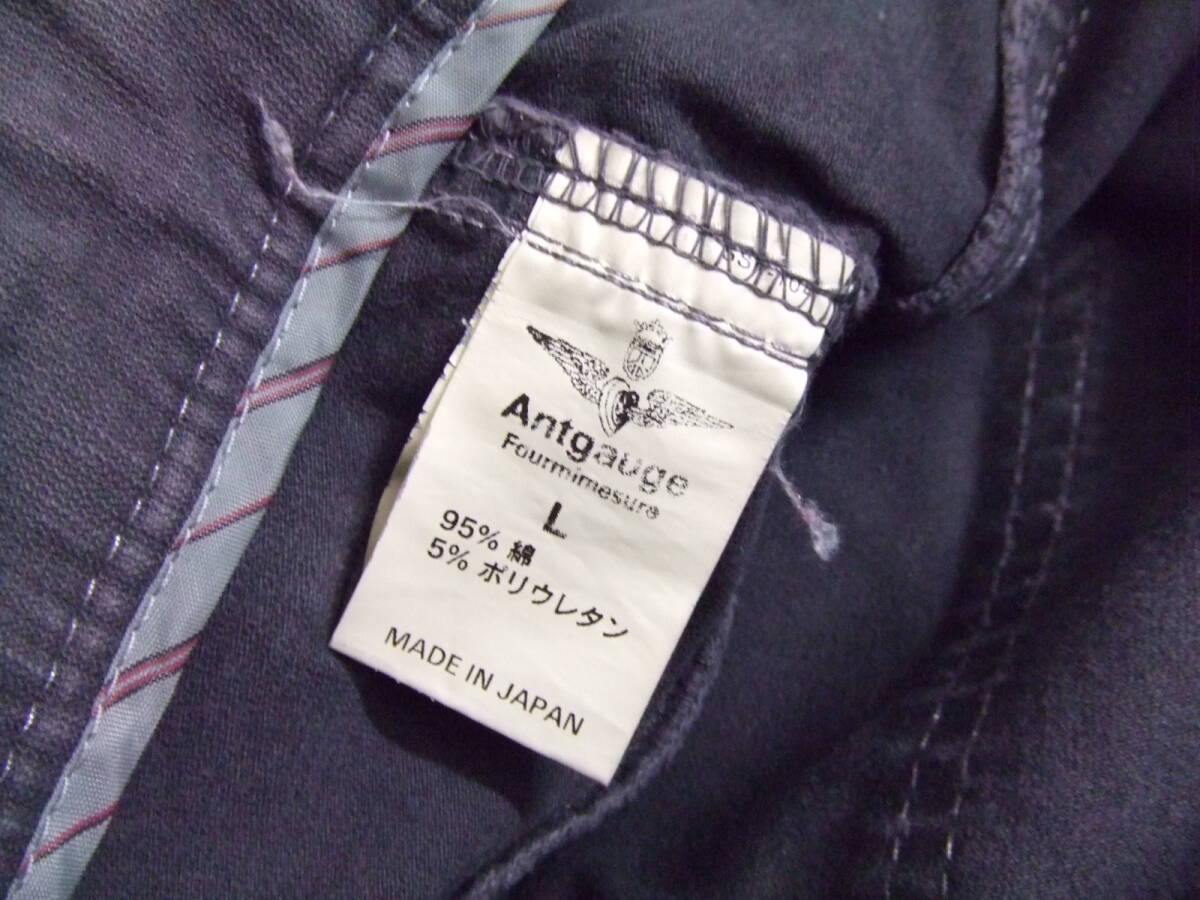 Antgauge
Fourmimesure
L
95% 綿
5% ポリウレタン
MADE IN JAPAN